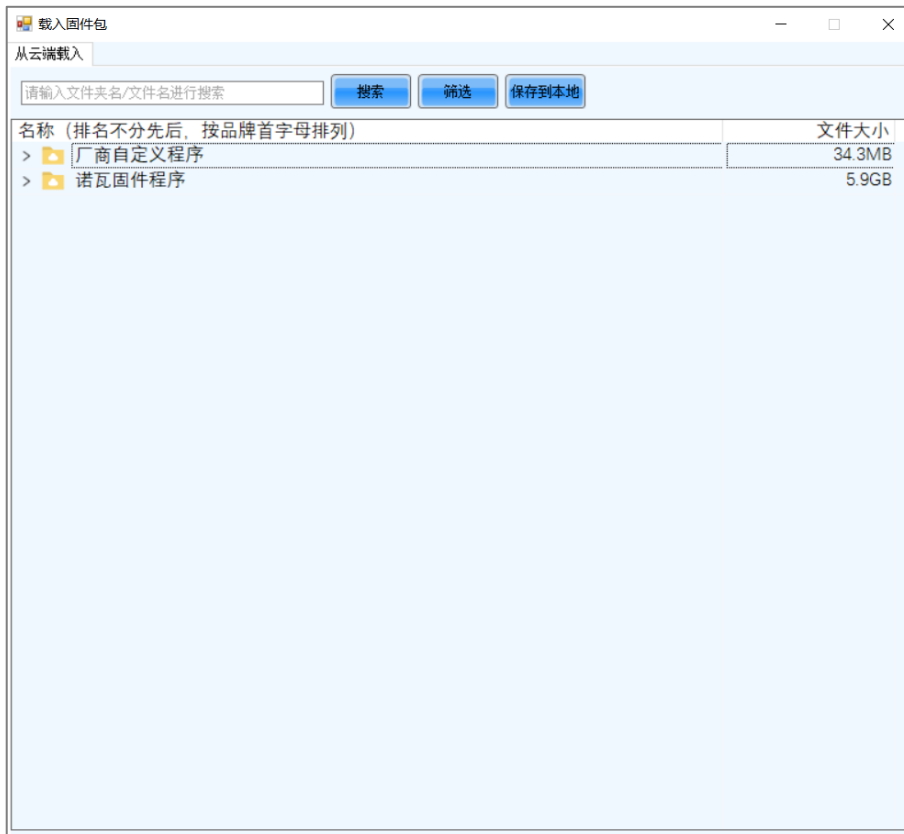 载入固件包
从云端载入
请输入文件夹名/文件名进行搜索 搜索 筛选 保存到本地
名称（排名不分先后，按品牌首字母排列） 文件大小
厂商自定义程序 34.3MB
诺瓦固件程序 5.9GB